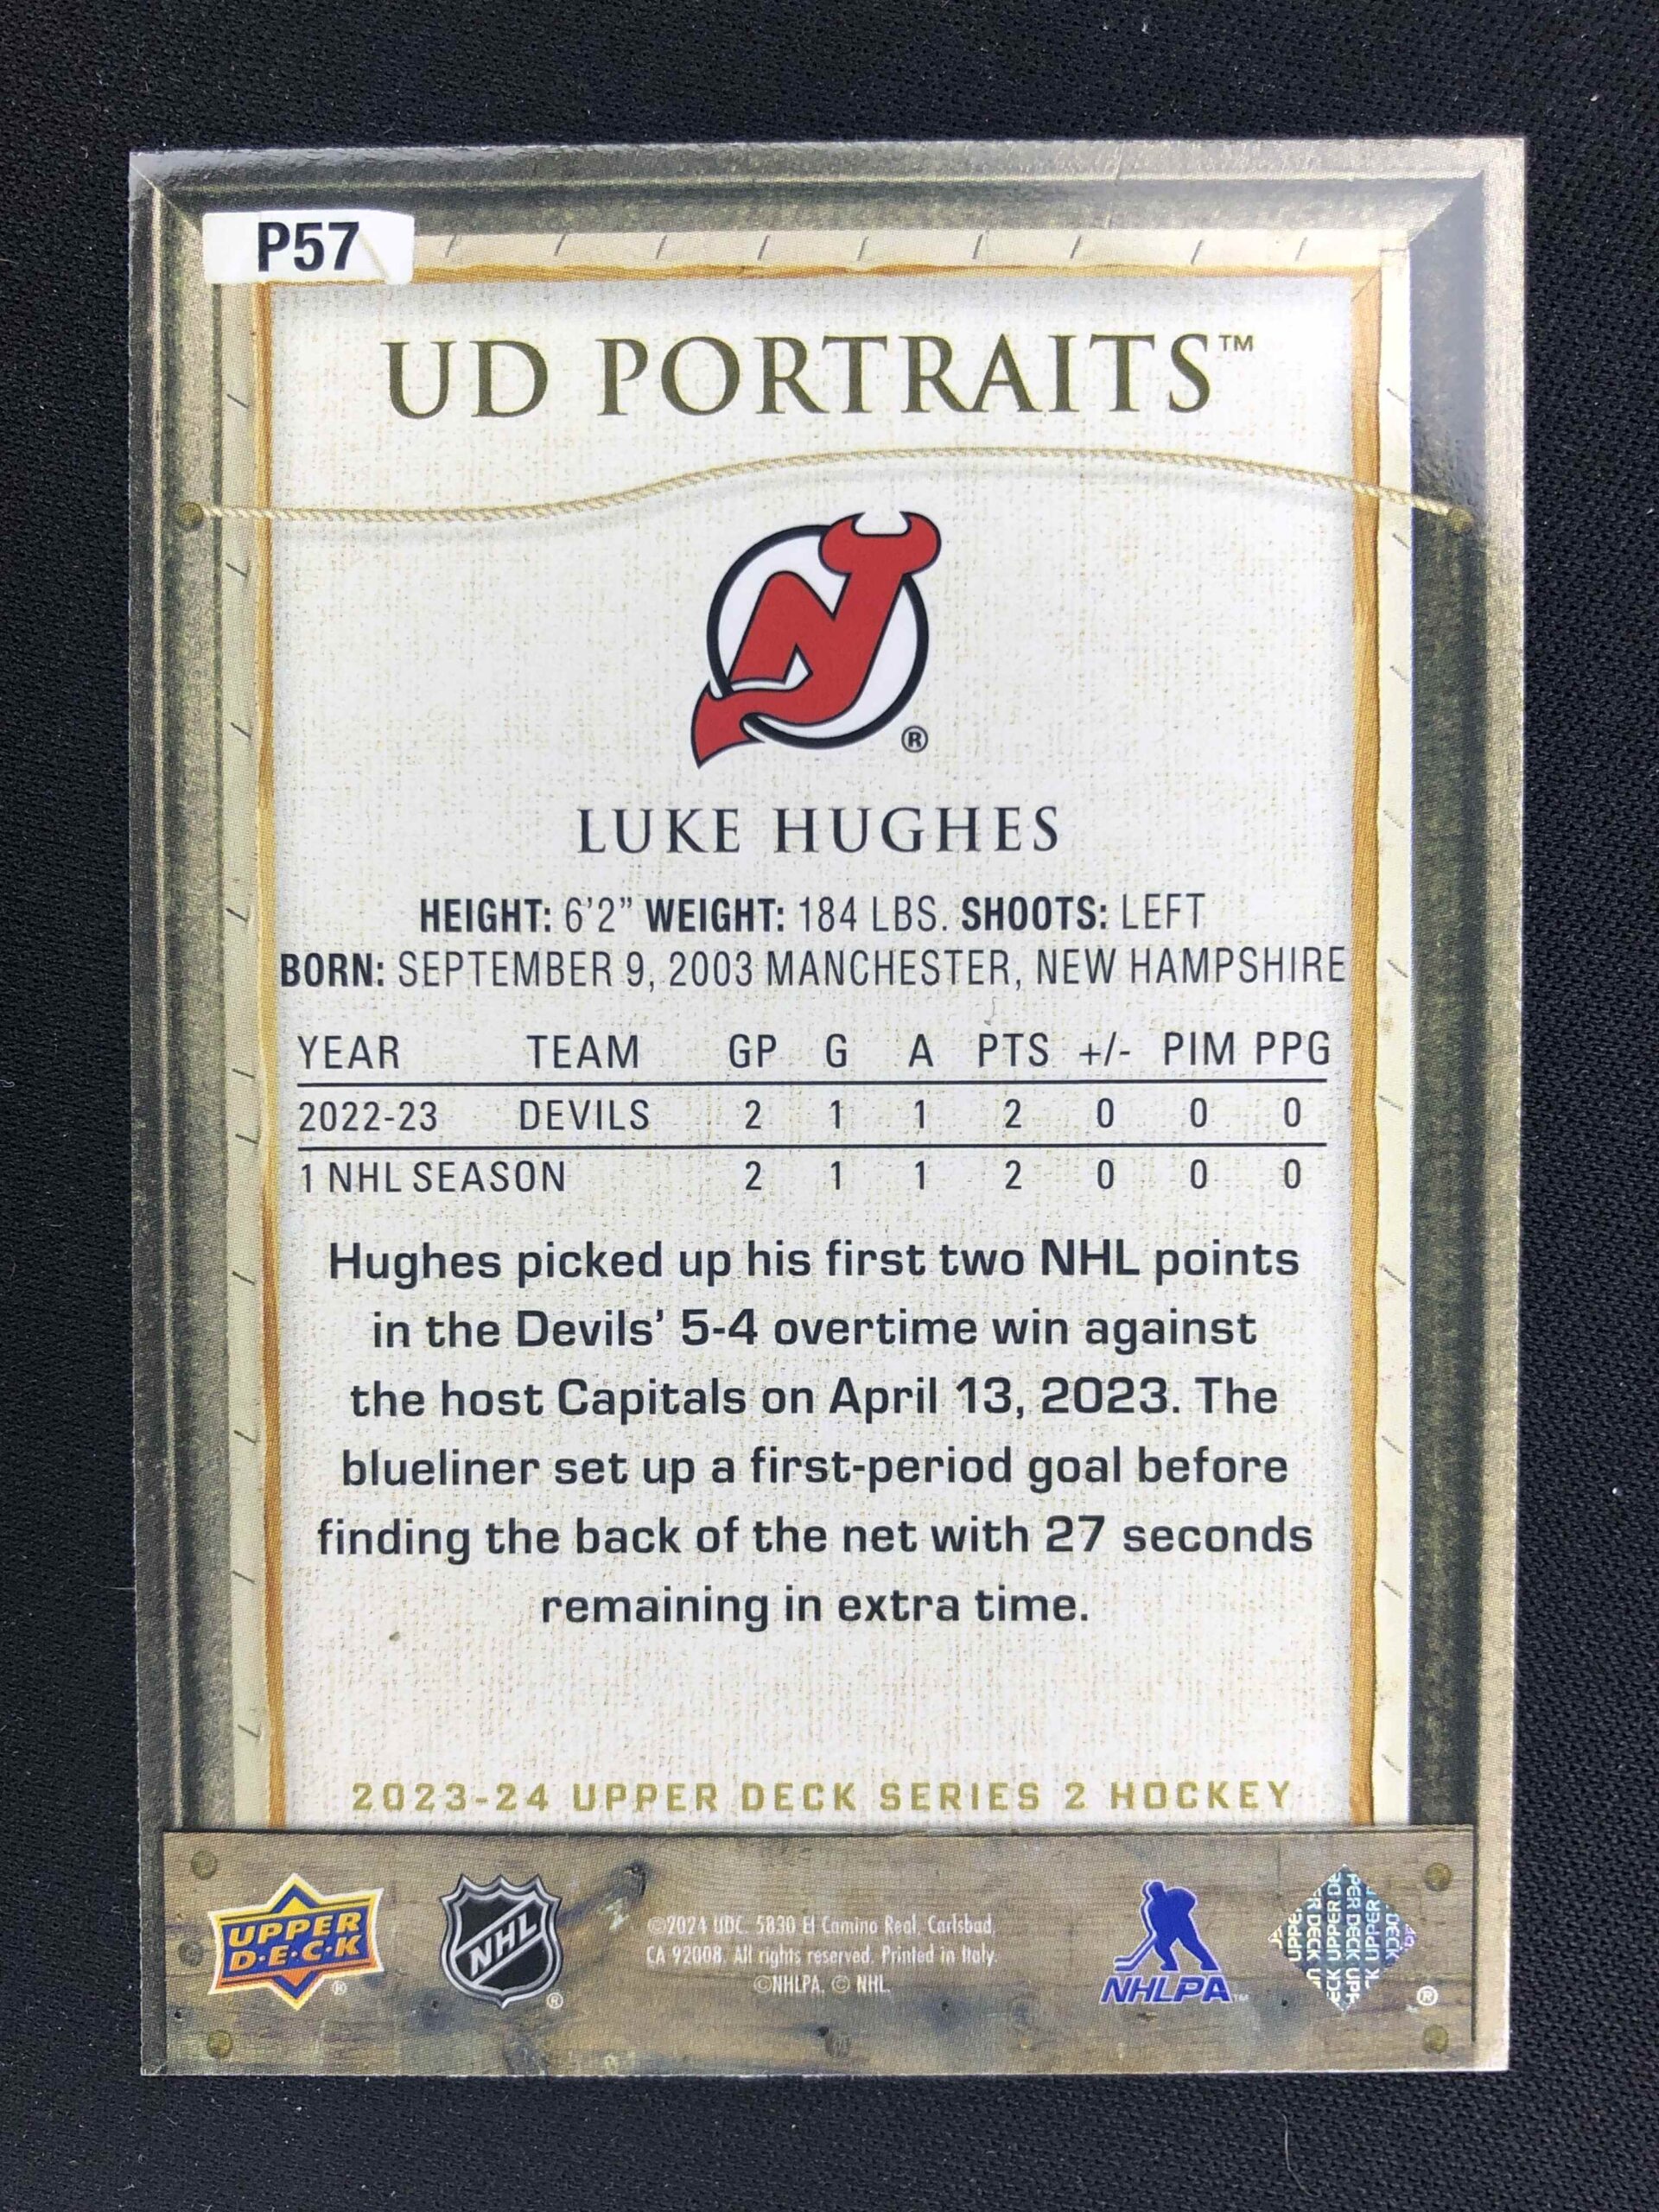 P57
UD PORTRAITS™
®
LUKE HUGHES
HEIGHT: 6'2” WEIGHT: 184 LBS. SHOOTS: LEFT
BORN: SEPTEMBER 9, 2003 MANCHESTER, NEW HAMPSHIRE
YEAR TEAM GP G A PTS +/- PIM PPG
2022-23 DEVILS 2 1 1 2 0 0 0
1 NHL SEASON 2 1 1 2 0 0 0
Hughes picked up his first two NHL points
in the Devils’ 5-4 overtime win against
the host Capitals on April 13, 2023. The
blueliner set up a first-period goal before
finding the back of the net with 27 seconds
remaining in extra time.
2023-24 UPPER DECK SERIES 2 HOCKEY
UPPER
D•E•C•K
®
NHL
®
©2024 UDC. 5830 El Camino Real, Carlsbad,
CA 92008. All rights reserved. Printed in Italy.
©NHLPA. © NHL.
NHLPA™
UPPER DECK
®